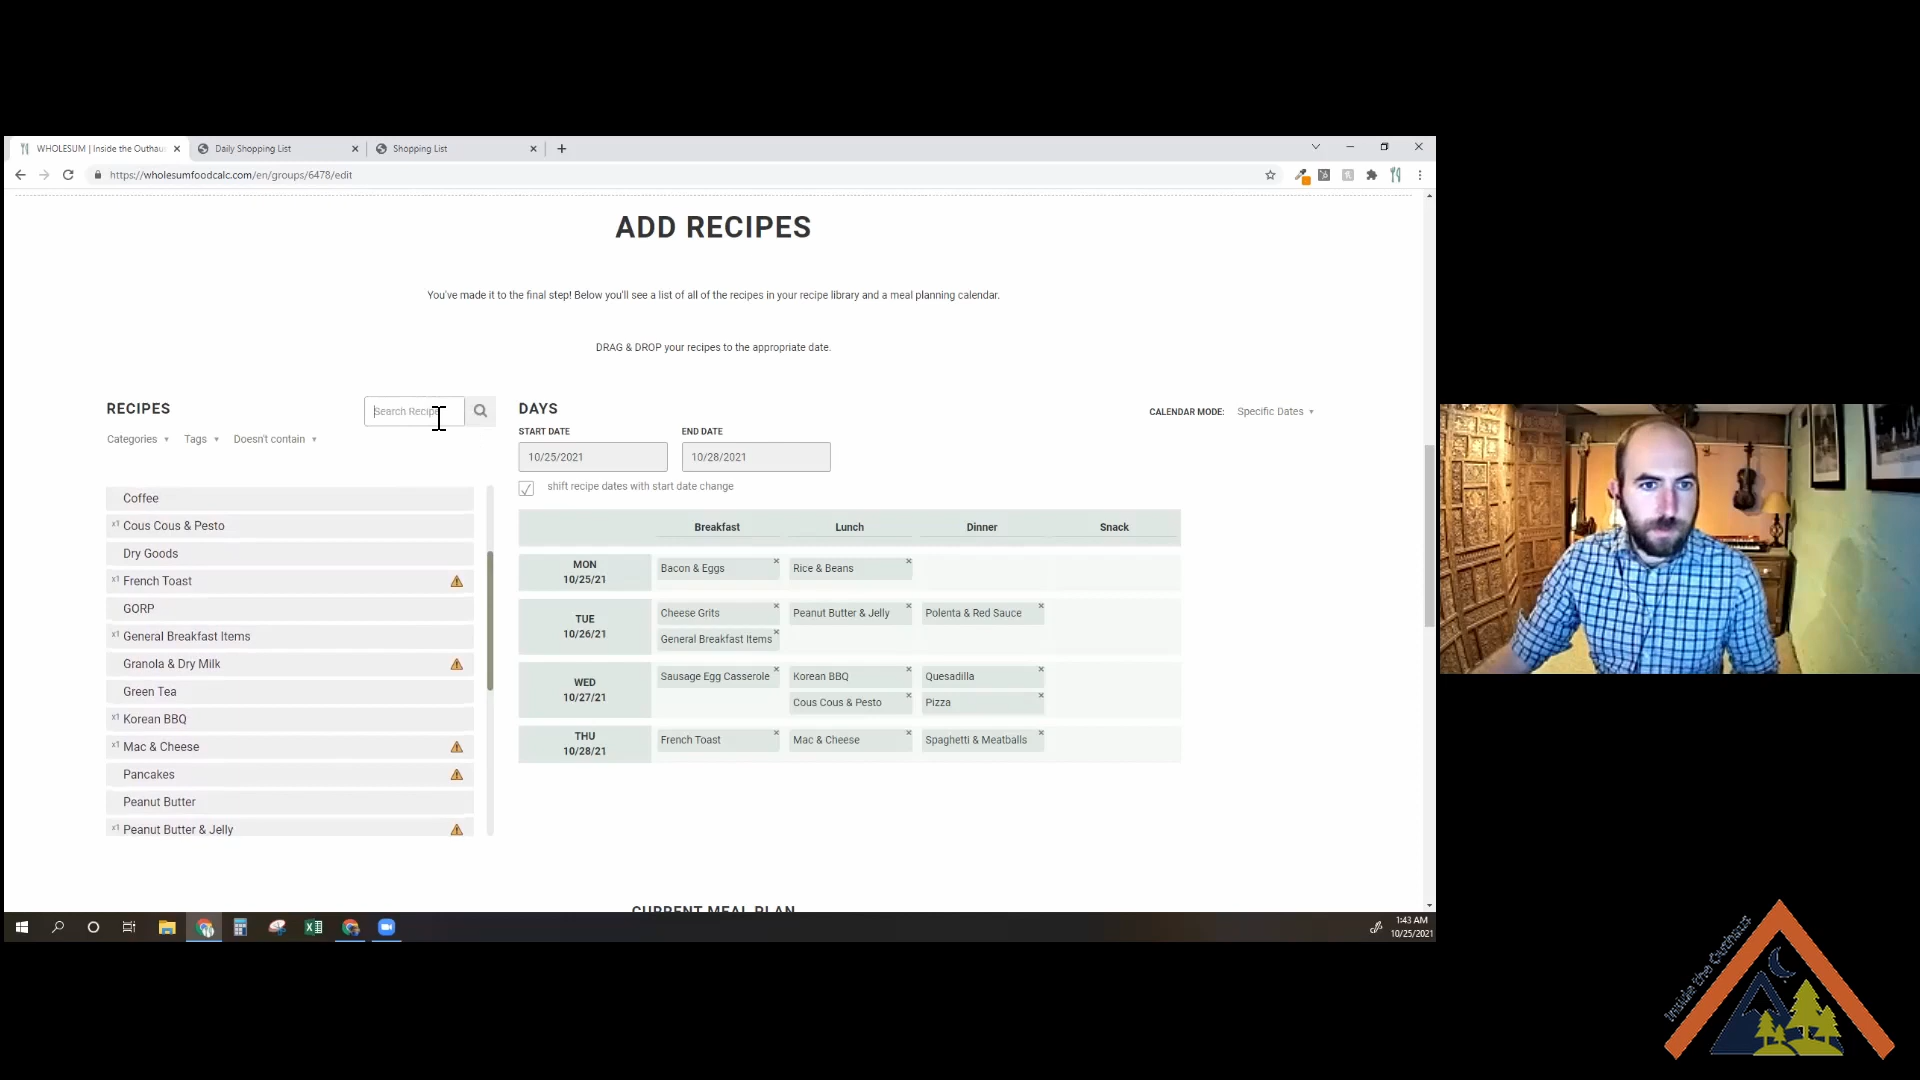 WHOLESUM | Inside the Outhau
Daily Shopping List
Shopping List
https://wholesumfoodcalc.com/en/groups/6478/edit
ADD RECIPES
You've made it to the final step! Below you'll see a list of all of the recipes in your recipe library and a meal planning calendar.
DRAG & DROP your recipes to the appropriate date.
RECIPES
Search Recipe
Categories
Tags
Doesn't contain
Coffee
x1 Cous Cous & Pesto
Dry Goods
x1 French Toast
GORP
x1 General Breakfast Items
Granola & Dry Milk
Green Tea
x1 Korean BBQ
x1 Mac & Cheese
Pancakes
Peanut Butter
x1 Peanut Butter & Jelly
DAYS
CALENDAR MODE: Specific Dates
START DATE
END DATE
10/25/2021
10/28/2021
shift recipe dates with start date change
Breakfast
Lunch
Dinner
Snack
MON
10/25/21
Bacon & Eggs
Rice & Beans
TUE
10/26/21
Cheese Grits
General Breakfast Items
Peanut Butter & Jelly
Polenta & Red Sauce
WED
10/27/21
Sausage Egg Casserole
Korean BBQ
Cous Cous & Pesto
Quesadilla
Pizza
THU
10/28/21
French Toast
Mac & Cheese
Spaghetti & Meatballs
CURRENT MEAL PLAN
1:43 AM
10/25/2021
Inside the Outhaus